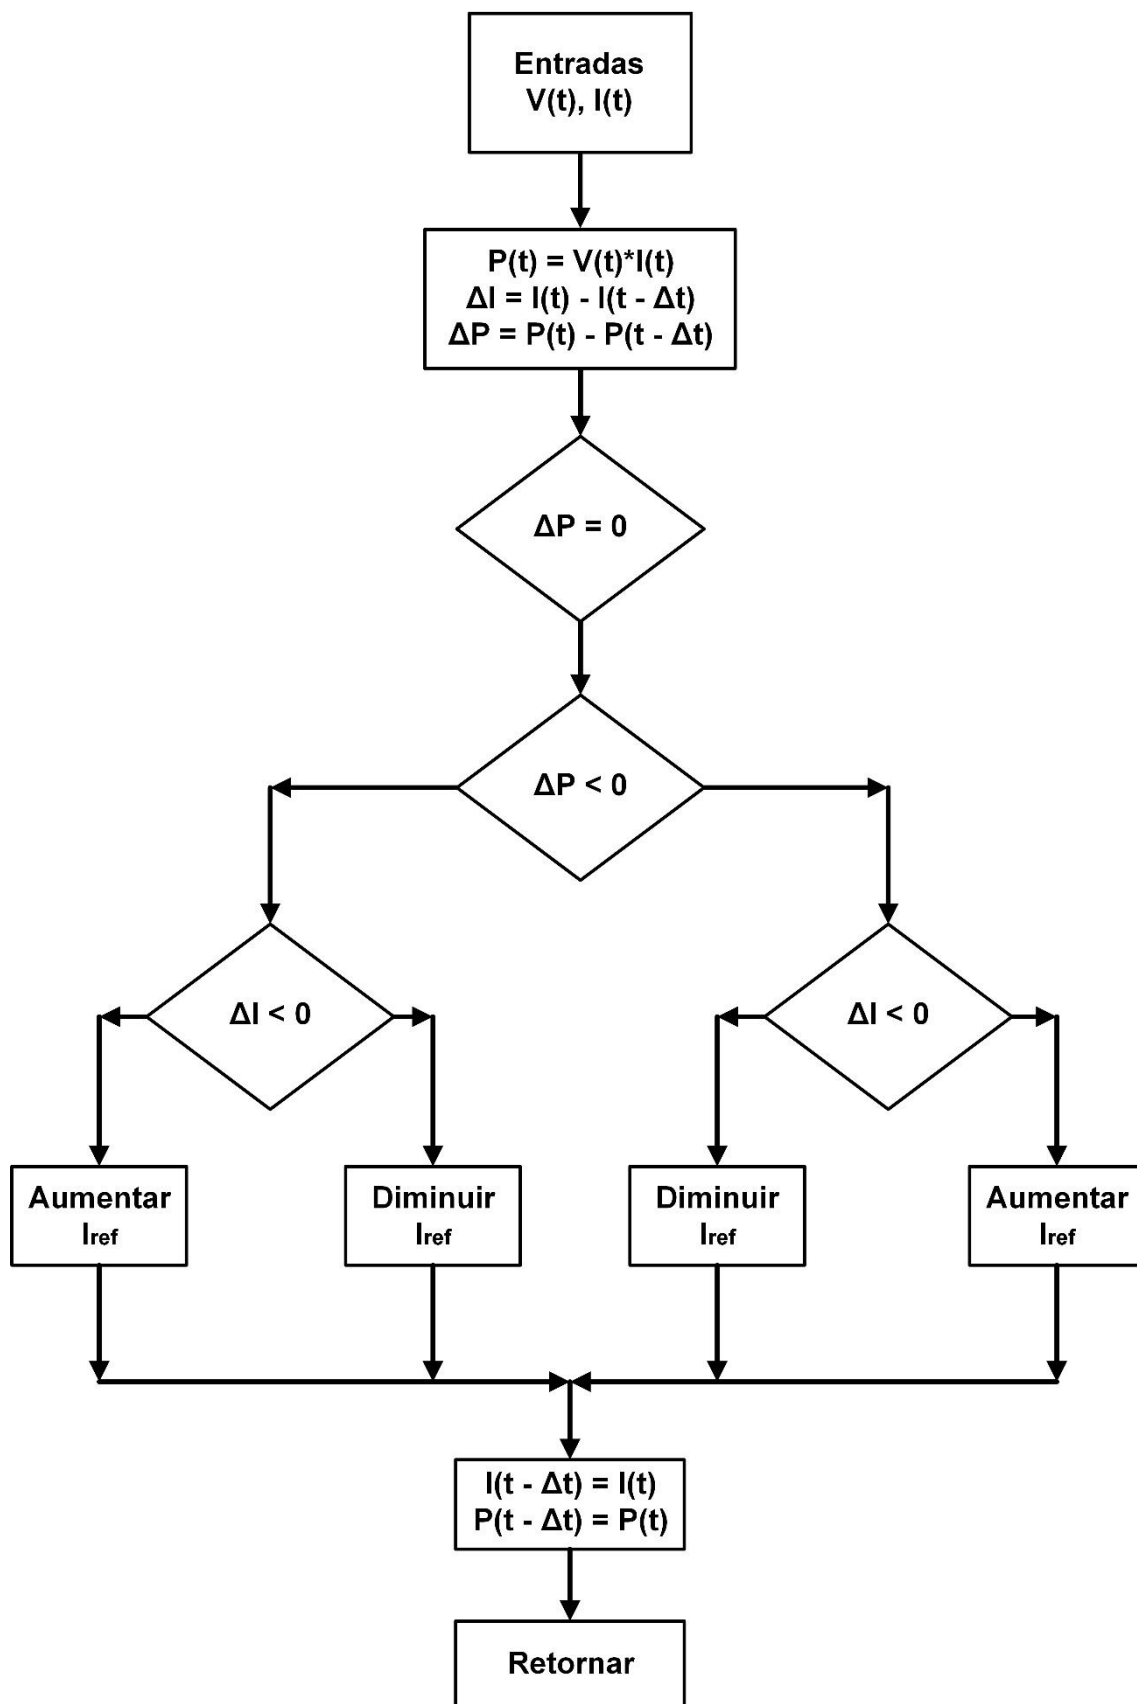 Entradas
V(t), I(t)
P(t) = V(t)*I(t)
ΔI = I(t) - I(t - Δt)
ΔP = P(t) - P(t - Δt)
ΔP = 0
ΔP < 0
ΔI < 0
ΔI < 0
Aumentar
Iref
Diminuir
Iref
Diminuir
Iref
Aumentar
Iref
I(t - Δt) = I(t)
P(t - Δt) = P(t)
Retornar